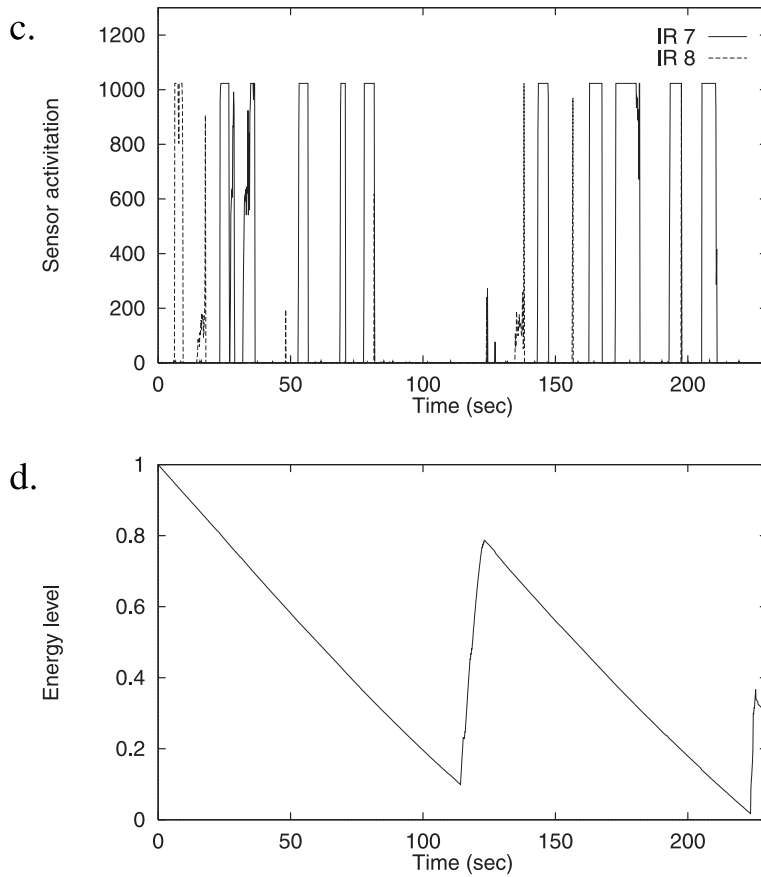 c.
1200
IR 7
IR 8
1000
800
600
400
200
0
Sensor activitation
0 50 100 150 200
Time (sec)
d.
1
0.8
0.6
0.4
0.2
0
Energy level
0 50 100 150 200
Time (sec)